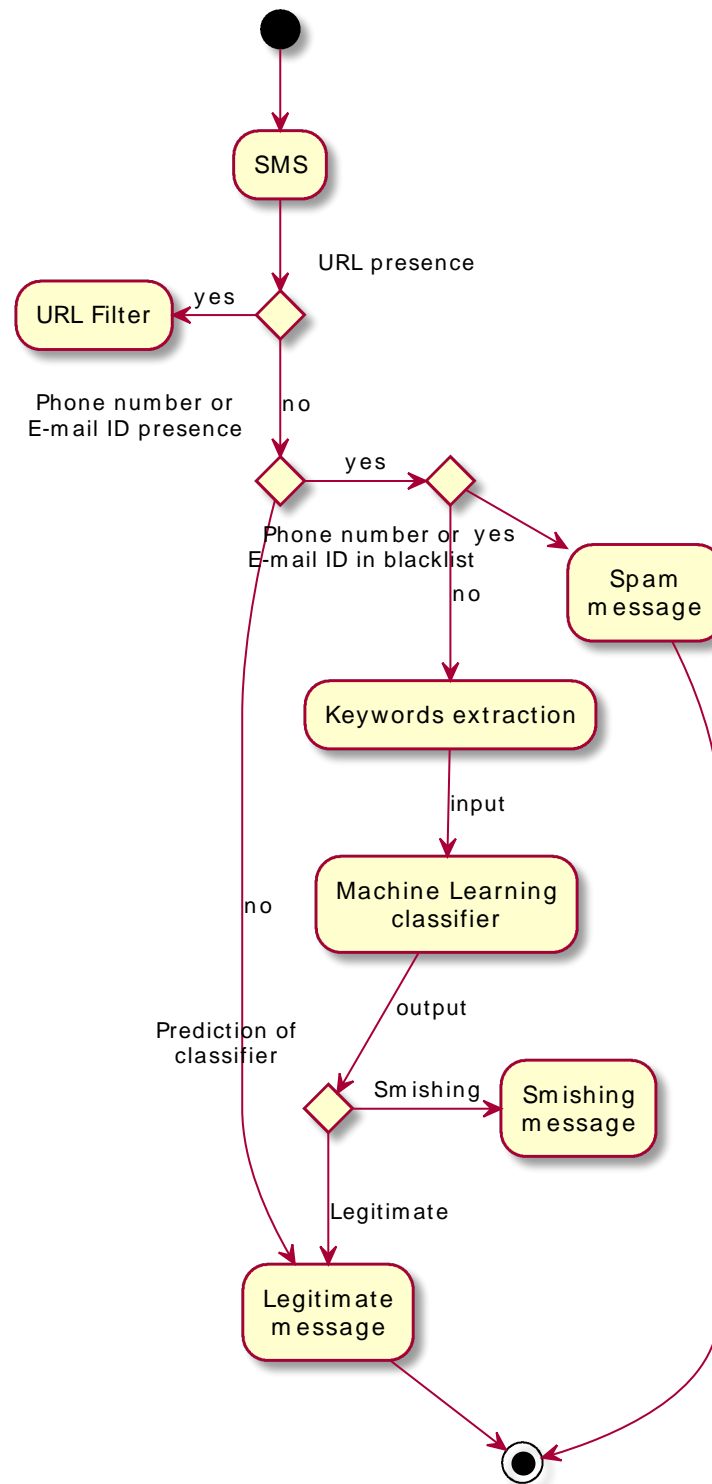 SMS
URL presence
yes
URL Filter
Phone number or
E-mail ID presence
no
yes
Phone number or
E-mail ID in blacklist
yes
Spam
message
no
Keywords extraction
input
Machine Learning
classifier
no
output
Prediction of
classifier
Smishing
Smishing
message
Legitimate
Legitimate
message